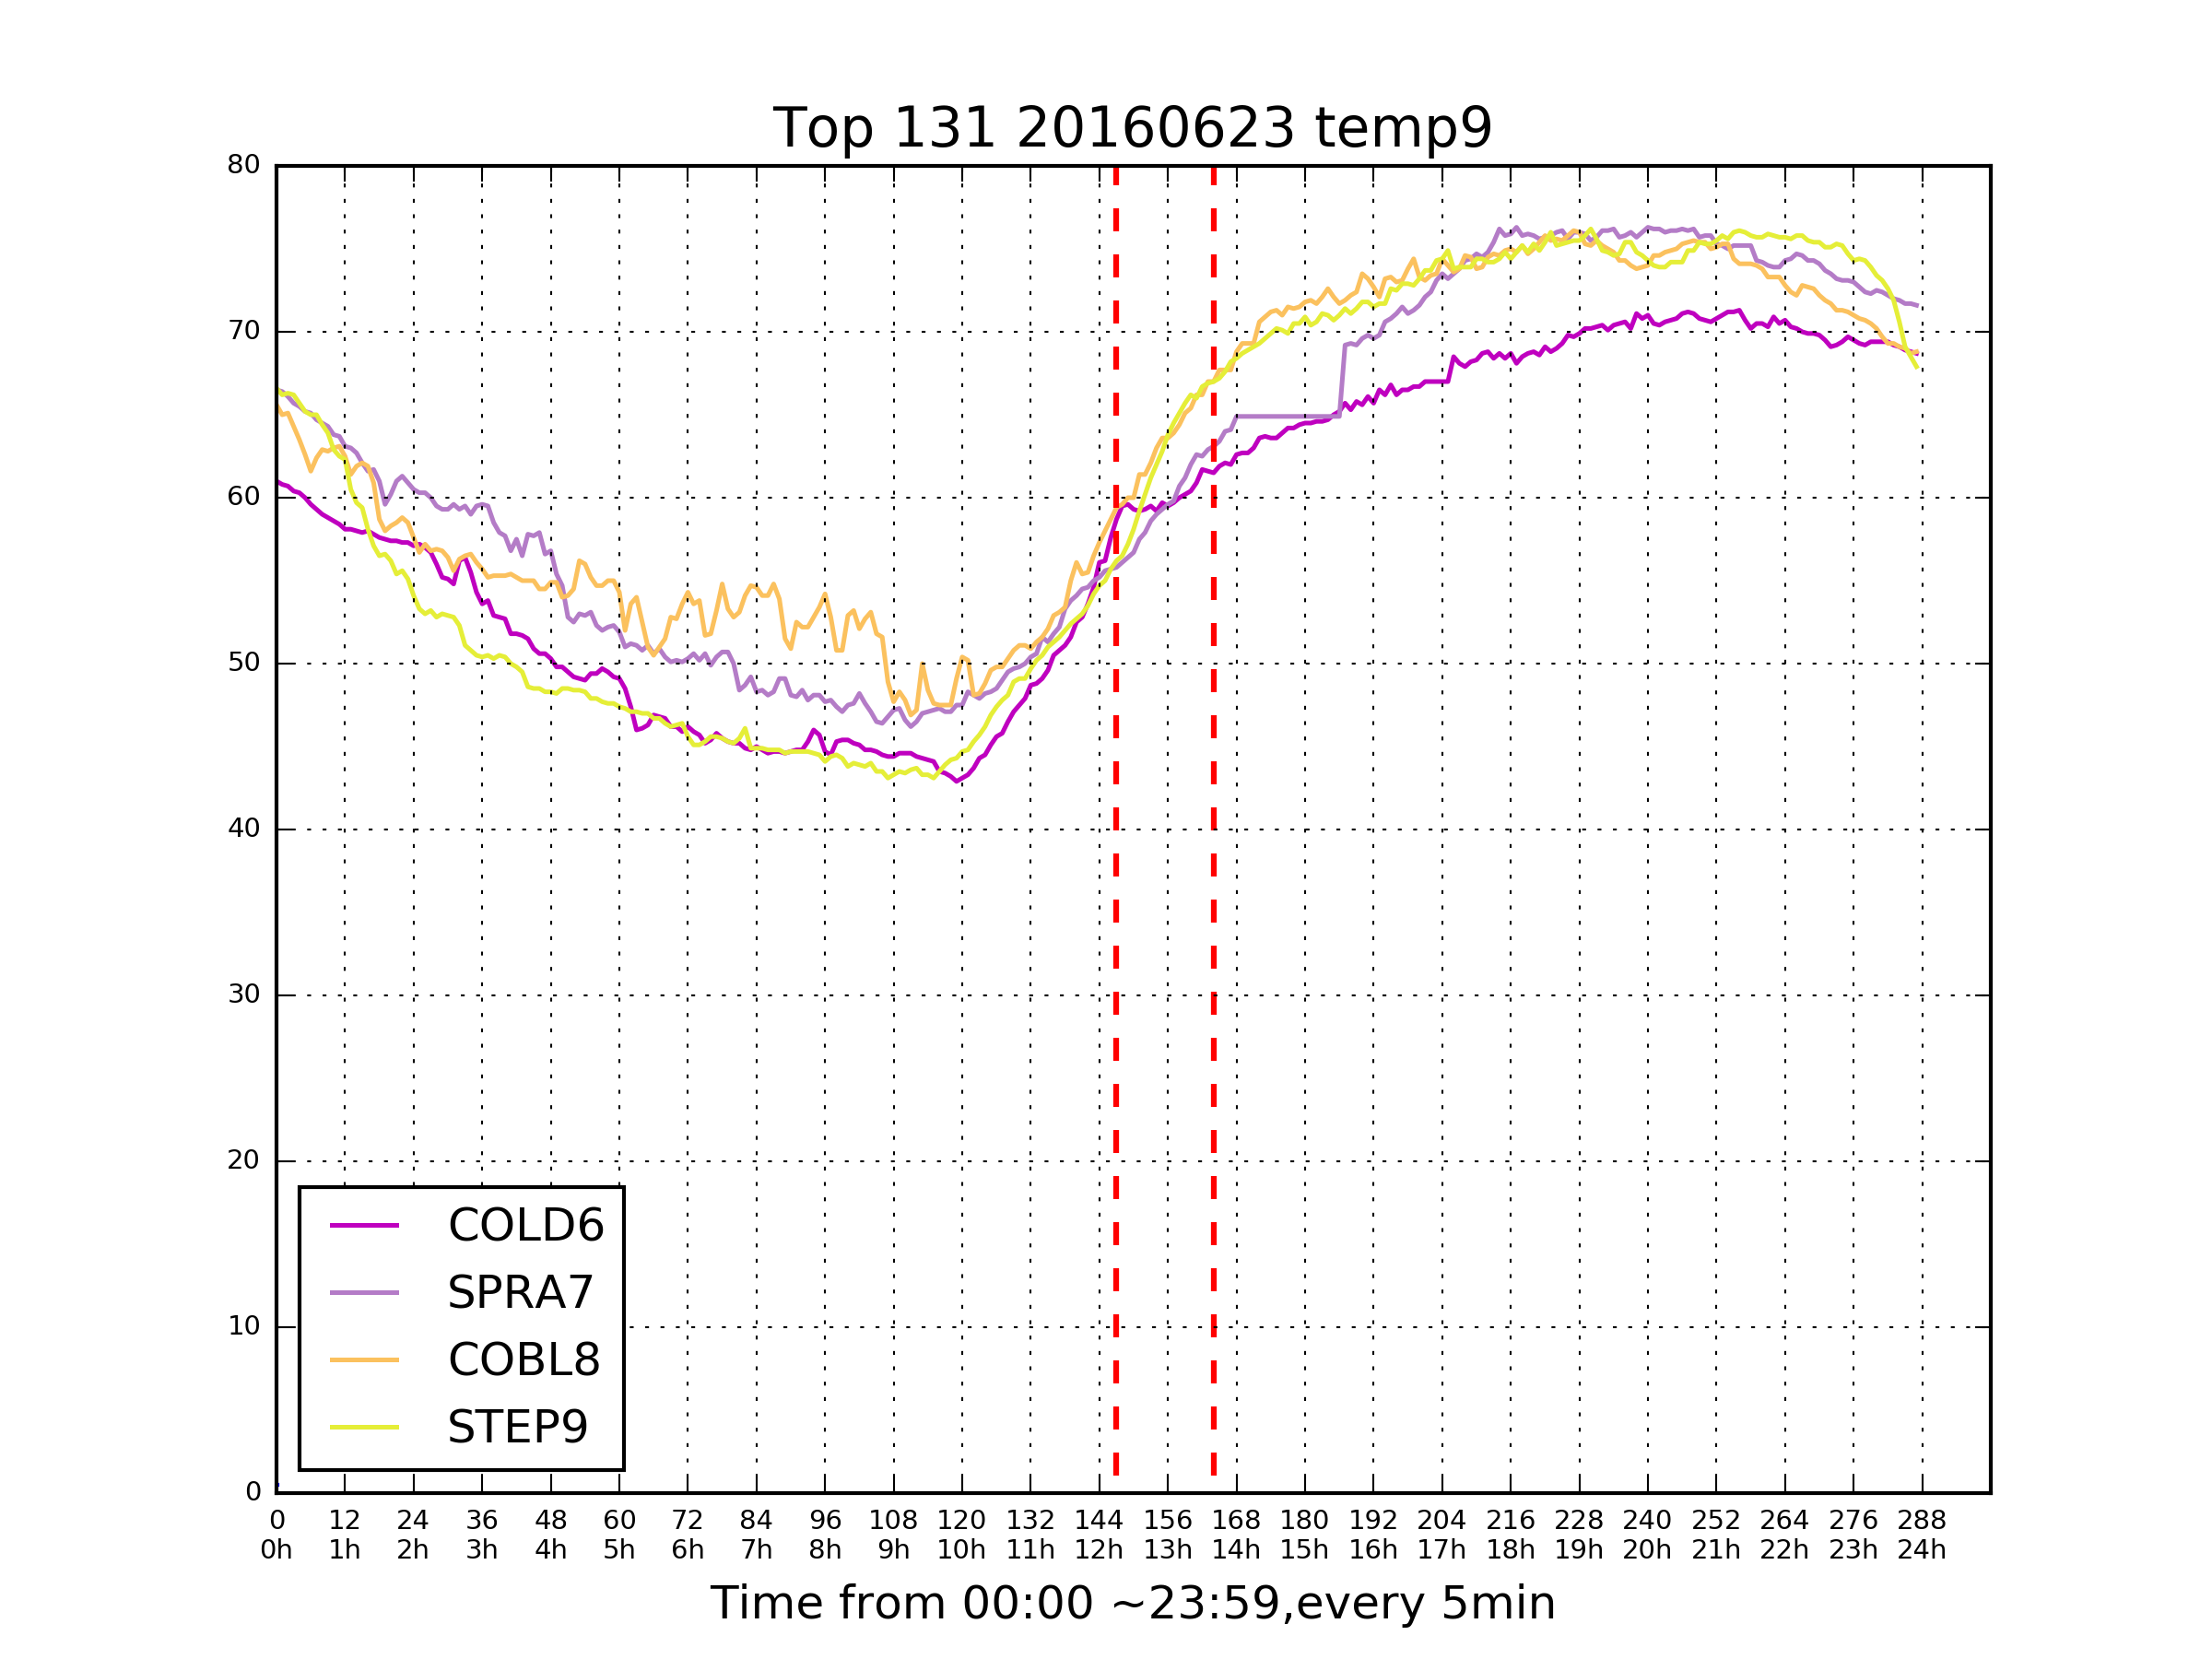 Top 131 20160623 temp9
80
70
60
50
40
30
20
10
0
COLD6
SPRA7
COBL8
STEP9
0 12 24 36 48 60 72 84 96 108 120 132 144 156 168 180 192 204 216 228 240 252 264 276 288
0h 1h 2h 3h 4h 5h 6h 7h 8h 9h 10h 11h 12h 13h 14h 15h 16h 17h 18h 19h 20h 21h 22h 23h 24h
Time from 00:00 ~23:59,every 5min